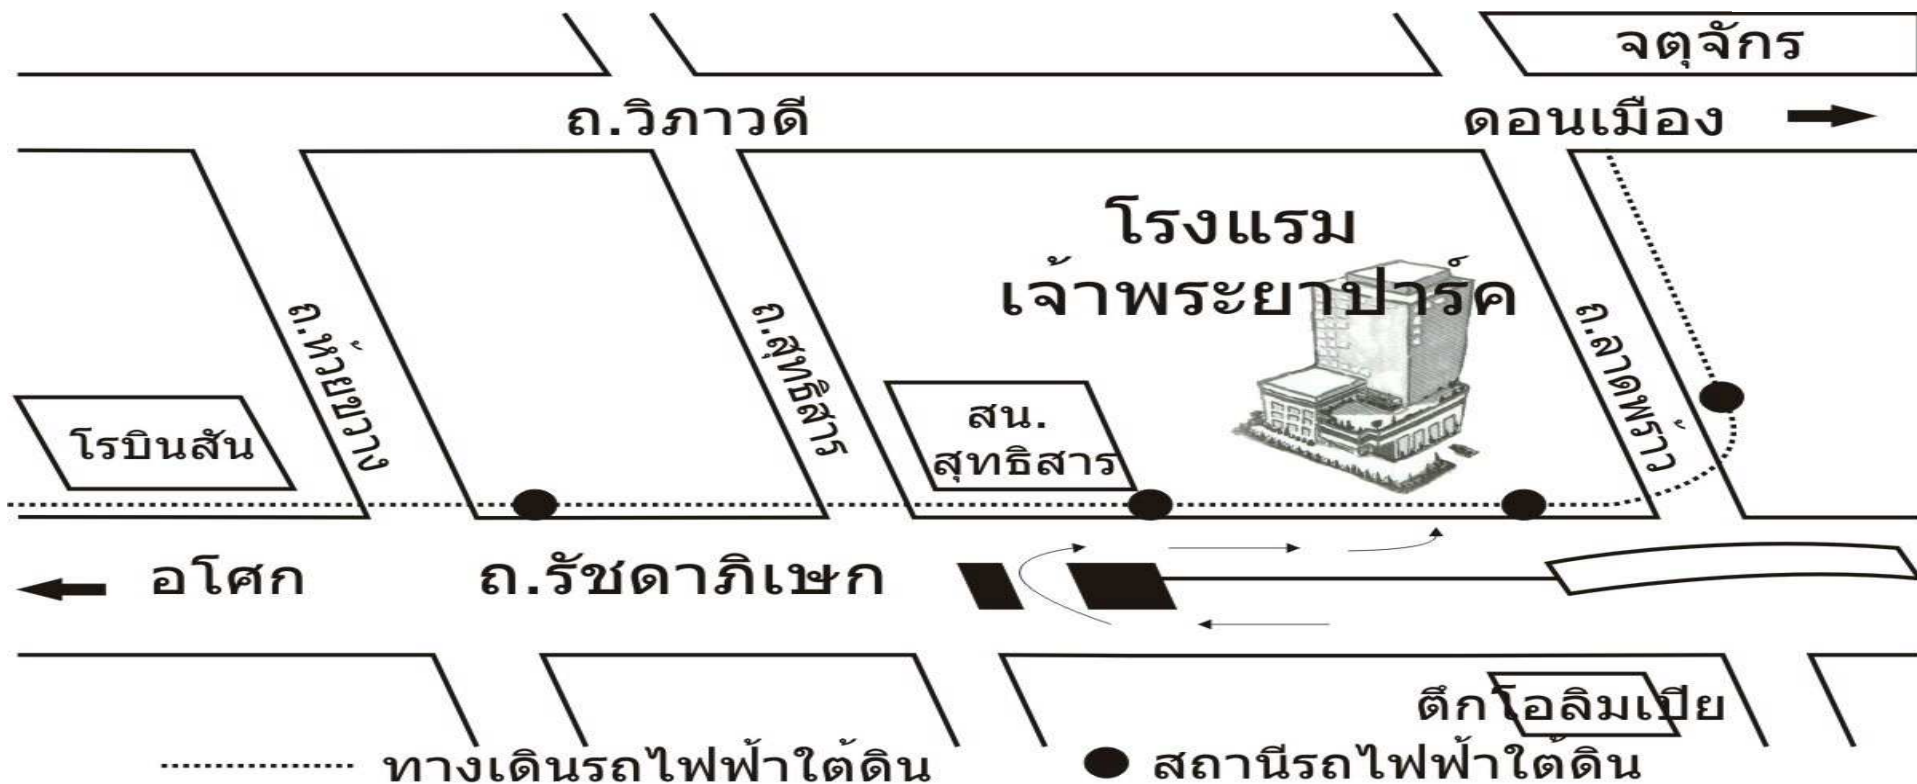 จตุจักร
ถ.วิภาวดี
ดอนเมือง
โรงแรม
เจ้าพระยาปาร์ค
ถ.ห้วยขวาง
ถ.สุทธิสาร
ถ.ลาดพร้าว
โรบินสัน
สน.
สุทธิสาร
อโศก
ถ.รัชดาภิเษก
ตึกโอลิมเปีย
ทางเดินรถไฟฟ้าใต้ดิน
สถานีรถไฟฟ้าใต้ดิน